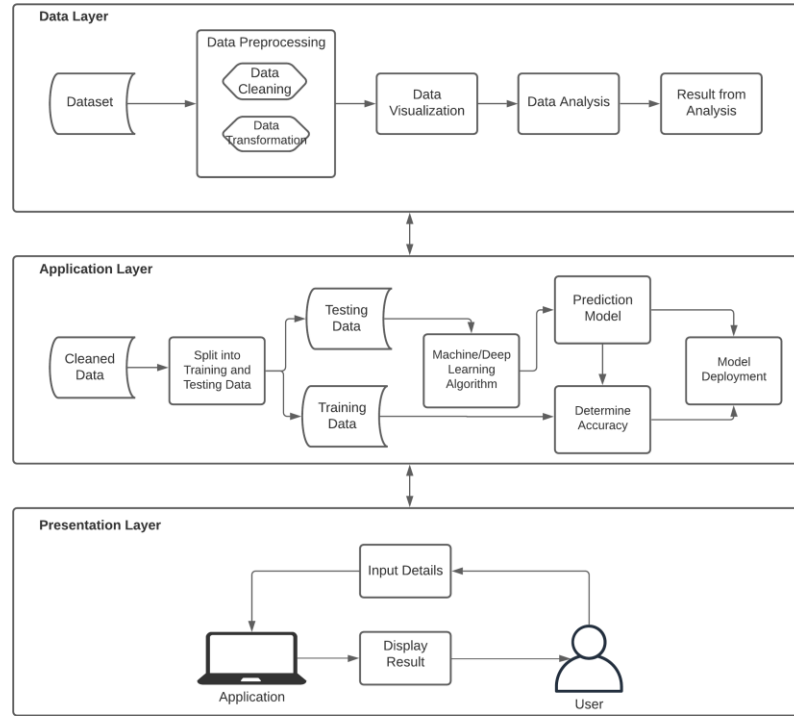 Data Layer
Dataset
Data Preprocessing
Data
Cleaning
Data
Transformation
Data
Visualization
Data Analysis
Result from
Analysis
Application Layer
Cleaned
Data
Split into
Training and
Testing Data
Testing
Data
Training
Data
Machine/Deep
Learning
Algorithm
Prediction
Model
Determine
Accuracy
Model
Deployment
Presentation Layer
Input Details
Display
Result
Application
User